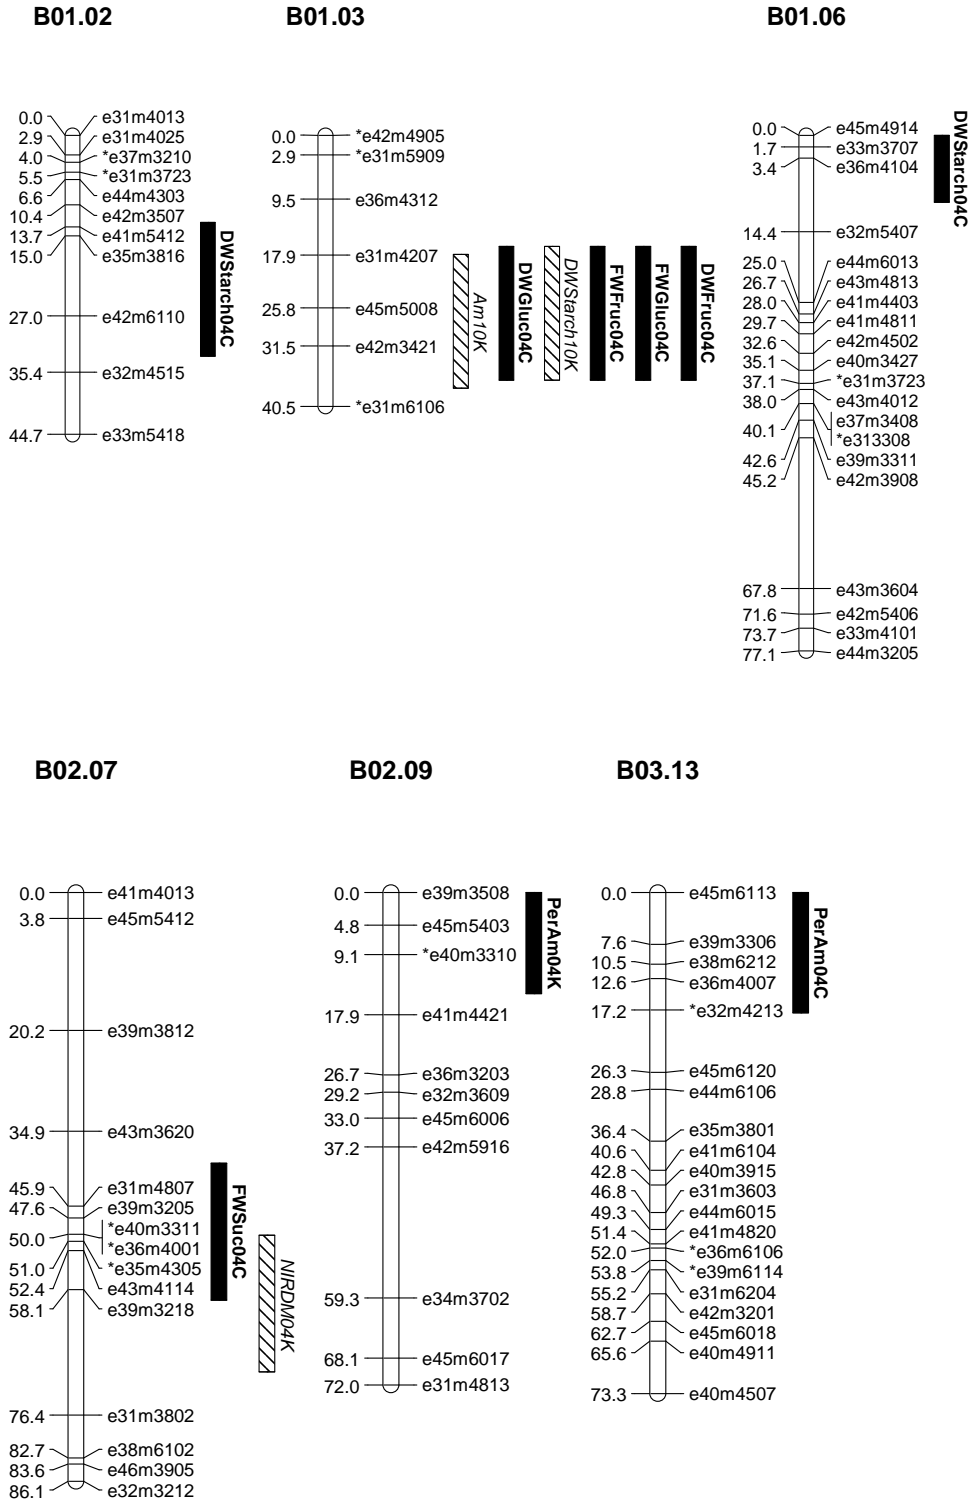 B01.02
0.0 e31m4013
2.9 e31m4025
4.0 *e37m3210
5.5 *e31m3723
6.6 e44m4303
10.4 e42m3507
13.7 e41m5412
15.0 e35m3816
27.0 e42m6110
35.4 e32m4515
44.7 e33m5418
DWStarch04C
B01.03
0.0 *e42m4905
2.9 *e31m5909
9.5 e36m4312
17.9 e31m4207
25.8 e45m5008
31.5 e42m3421
40.5 *e31m6106
Am10K
DWGluc04C
DWStarch10K
FWFruc04C
FWGluc04C
DWFruc04C
B01.06
0.0 e45m4914
1.7 e33m3707
3.4 e36m4104
14.4 e32m5407
25.0 e44m6013
26.7 e43m4813
28.0 e41m4403
29.7 e41m4811
32.6 e42m4502
35.1 e40m3427
37.1 *e31m3723
38.0 e43m4012
40.1 e37m3408
*e313308
42.6 e39m3311
45.2 e42m3908
67.8 e43m3604
71.6 e42m5406
73.7 e33m4101
77.1 e44m3205
DWStarch04C
B02.07
0.0 e41m4013
3.8 e45m5412
20.2 e39m3812
34.9 e43m3620
45.9 e31m4807
47.6 e39m3205
50.0 *e40m3311
*e36m4001
51.0 *e35m4305
52.4 e43m4114
58.1 e39m3218
76.4 e31m3802
82.7 e38m6102
83.6 e46m3905
86.1 e32m3212
FWSuc04C
NIRDM04K
B02.09
0.0 e39m3508
4.8 e45m5403
9.1 *e40m3310
17.9 e41m4421
26.7 e36m3203
29.2 e32m3609
33.0 e45m6006
37.2 e42m5916
59.3 e34m3702
68.1 e45m6017
72.0 e31m4813
PerAm04K
B03.13
0.0 e45m6113
7.6 e39m3306
10.5 e38m6212
12.6 e36m4007
17.2 *e32m4213
26.3 e45m6120
28.8 e44m6106
36.4 e35m3801
40.6 e41m6104
42.8 e40m3915
46.8 e31m3603
49.3 e44m6015
51.4 e41m4820
52.0 *e36m6106
53.8 *e39m6114
55.2 e31m6204
58.7 e42m3201
62.7 e45m6018
65.6 e40m4911
73.3 e40m4507
PerAm04C